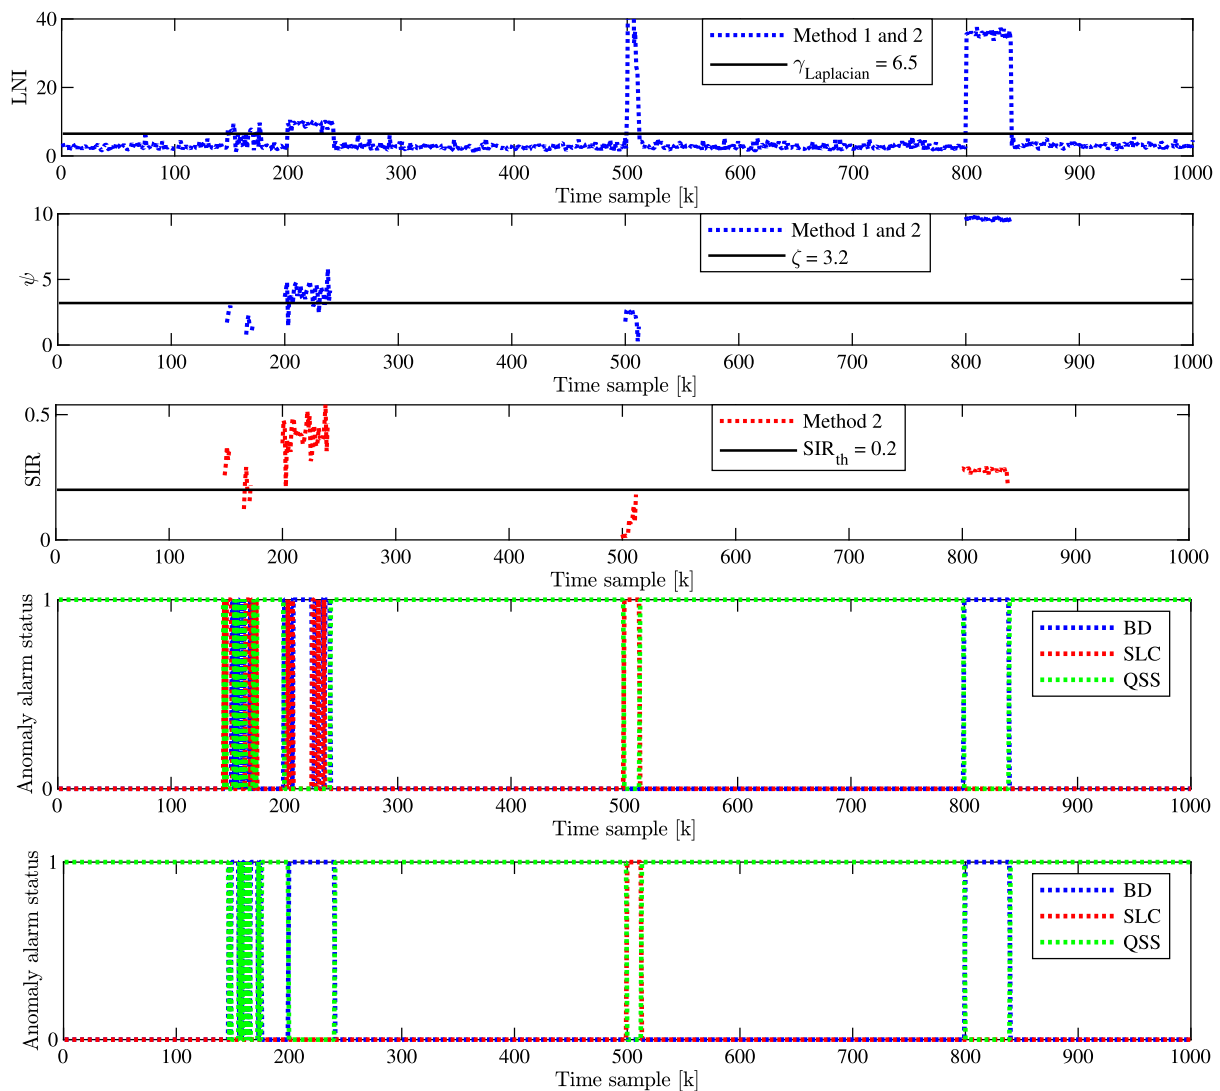 40
20
0
LNI
Method 1 and 2
γLaplacian = 6.5
0 100 200 300 400 500 600 700 800 900 1000
Time sample [k]
10
5
0
ψ
Method 1 and 2
ζ = 3.2
0 100 200 300 400 500 600 700 800 900 1000
Time sample [k]
0.5
0
SIR
Method 2
SIRth = 0.2
0 100 200 300 400 500 600 700 800 900 1000
Time sample [k]
1
0
Anomaly alarm status
BD
SLC
QSS
0 100 200 300 400 500 600 700 800 900 1000
Time sample [k]
1
0
Anomaly alarm status
BD
SLC
QSS
0 100 200 300 400 500 600 700 800 900 1000
Time sample [k]